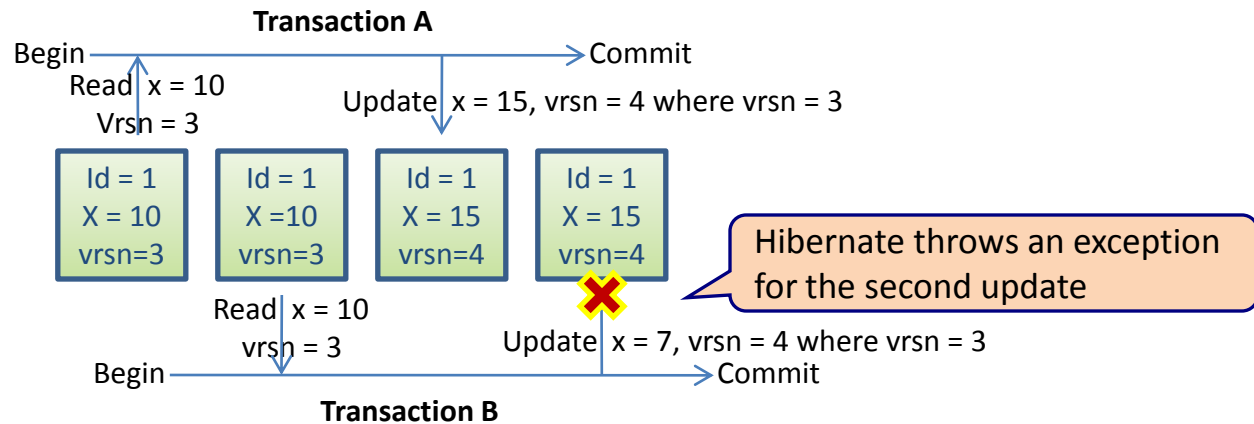 Transaction A
Begin
Commit
Read x = 10
Vrsn = 3
Update x = 15, vrsn = 4 where vrsn = 3
Id = 1
X = 10
vrsn=3
Id = 1
X =10
vrsn=3
Id = 1
X = 15
vrsn=4
Id = 1
X = 15
vrsn=4
Hibernate throws an exception
for the second update
Read x = 10
vrsn = 3
Update x = 7, vrsn = 4 where vrsn = 3
Begin
Commit
Transaction B